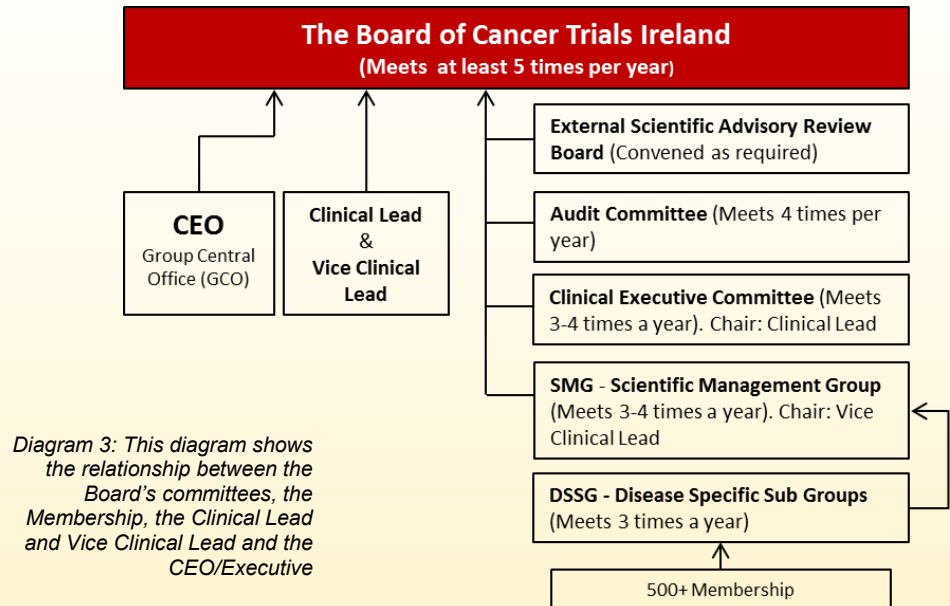 The Board of Cancer Trials Ireland
(Meets at least 5 times per year)
External Scientific Advisory Review
Board (Convened as required)
CEO
Group Central
Office (GCO)
Clinical Lead
&
Vice Clinical
Lead
Audit Committee (Meets 4 times per
year)
Clinical Executive Committee (Meets
3-4 times a year). Chair: Clinical Lead
SMG - Scientific Management Group
(Meets 3-4 times a year). Chair: Vice
Clinical Lead
Diagram 3: This diagram shows
the relationship between the
Board’s committees, the
Membership, the Clinical Lead
and Vice Clinical Lead and the
CEO/Executive
DSSG - Disease Specific Sub Groups
(Meets 3 times a year)
500+ Membership